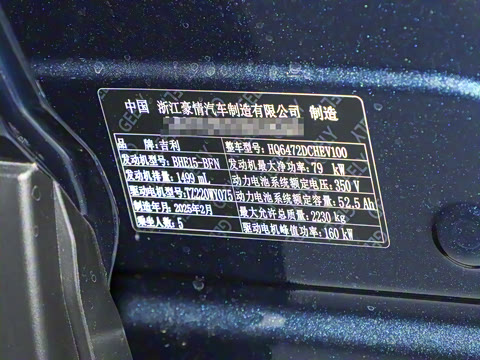 中国 浙江豪情汽车制造有限公司 制造
品 牌:吉利 整车型号:HQ6472DCHEV100
发动机型号:BHE15-BFN 发动机最大净功率:79 kW
发动机排量:1499 mL 动力电池系统额定电压:350 V
驱动电机型号:TZ220WX075 动力电池系统额定容量:52.5 Ah
制造年月:2025年2月 最大允许总质量:2230 kg
乘坐人数:5 驱动电机峰值功率:160 kW